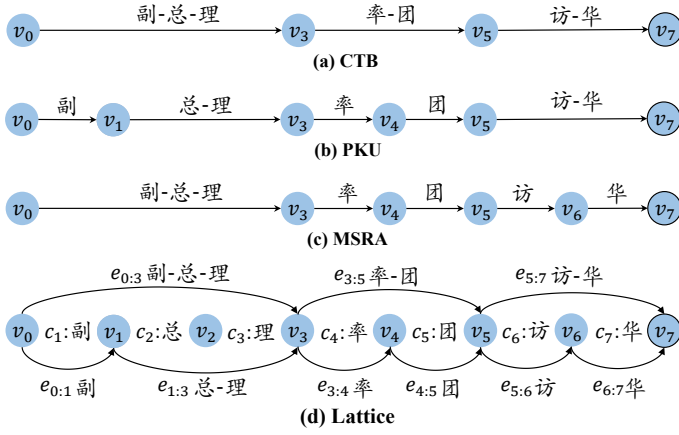 副-总-理 率-团 访-华
v0 v3 v5 v7
(a) CTB
副 总-理 率 团 访-华
v0 v1 v3 v4 v5 v7
(b) PKU
副-总-理 率 团 访 华
v0 v3 v4 v5 v6 v7
(c) MSRA
e0:3 副-总-理 e3:5 率-团 e5:7 访-华
v0 c1:副 v1 c2:总 v2 c3:理 v3 c4:率 v4 c5:团 v5 c6:访 v6 c7:华 v7
e0:1 副 e1:3 总-理 e3:4 率 e4:5 团 e5:6 访 e6:7 华
(d) Lattice